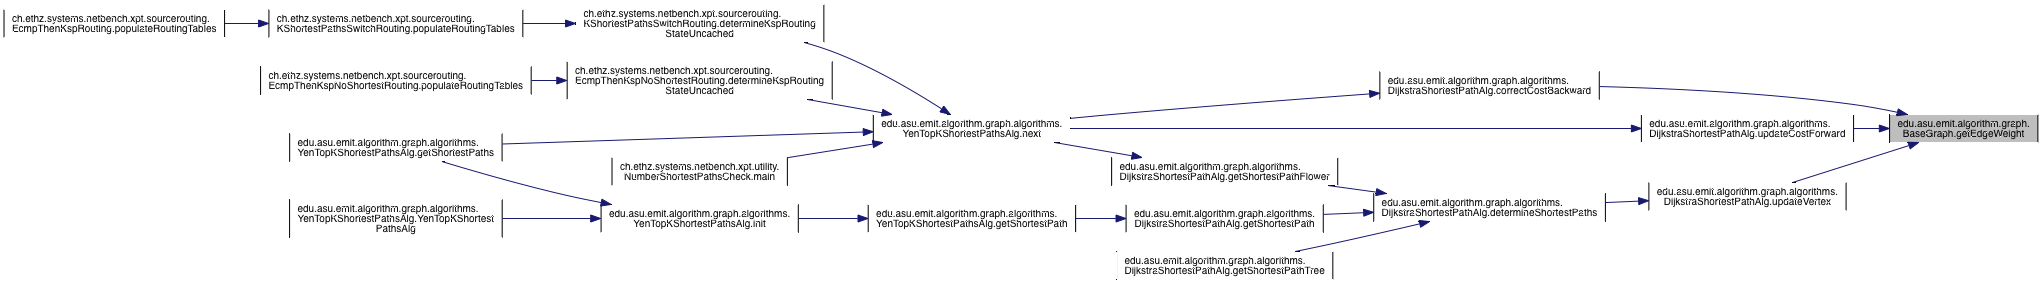 ch.ethz.systems.netbench.xpt.sourcerouting.
EcmpThenKspRouting.populateRoutingTables
ch.ethz.systems.netbench.xpt.sourcerouting.
KShortestPathsSwitchRouting.populateRoutingTables
ch.ethz.systems.netbench.xpt.sourcerouting.
KShortestPathsSwitchRouting.determineKspRouting
StateUncached
ch.ethz.systems.netbench.xpt.sourcerouting.
EcmpThenKspNoShortestRouting.populateRoutingTables
ch.ethz.systems.netbench.xpt.sourcerouting.
EcmpThenKspNoShortestRouting.determineKspRouting
StateUncached
edu.asu.emit.algorithm.graph.algorithms.
YenTopKShortestPathsAlg.getShortestPaths
ch.ethz.systems.netbench.xpt.utility.
NumberShortestPathsCheck.main
edu.asu.emit.algorithm.graph.algorithms.
YenTopKShortestPathsAlg.YenTopKShortest
PathsAlg
edu.asu.emit.algorithm.graph.algorithms.
YenTopKShortestPathsAlg.init
edu.asu.emit.algorithm.graph.algorithms.
YenTopKShortestPathsAlg.next
edu.asu.emit.algorithm.graph.algorithms.
YenTopKShortestPathsAlg.getShortestPath
edu.asu.emit.algorithm.graph.algorithms.
DijkstraShortestPathAlg.getShortestPathFlower
edu.asu.emit.algorithm.graph.algorithms.
DijkstraShortestPathAlg.getShortestPath
edu.asu.emit.algorithm.graph.algorithms.
DijkstraShortestPathAlg.getShortestPathTree
edu.asu.emit.algorithm.graph.algorithms.
DijkstraShortestPathAlg.correctCostBackward
edu.asu.emit.algorithm.graph.algorithms.
DijkstraShortestPathAlg.determineShortestPaths
edu.asu.emit.algorithm.graph.algorithms.
DijkstraShortestPathAlg.updateCostForward
edu.asu.emit.algorithm.graph.algorithms.
DijkstraShortestPathAlg.updateVertex
edu.asu.emit.algorithm.graph.
BaseGraph.getEdgeWeight